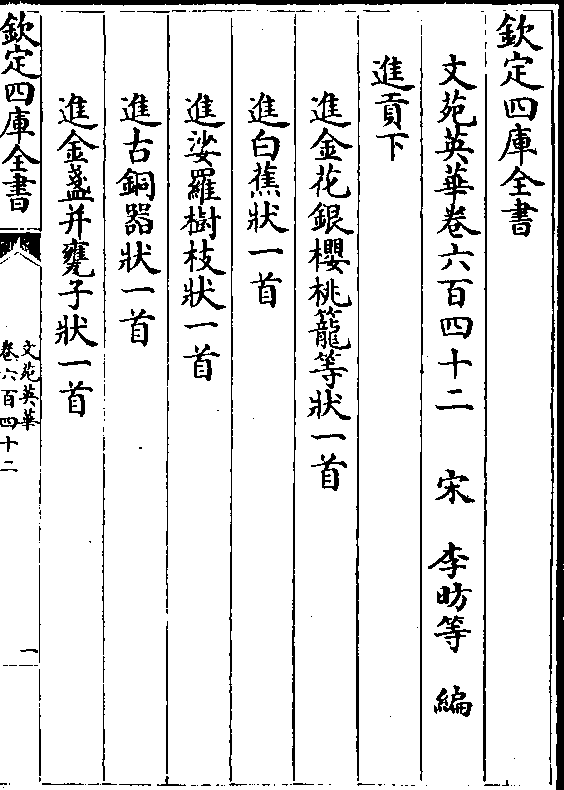 欽定四庫全書
文苑英華卷六百四十二 宋 李昉等 編
進貢下
進金花銀櫻桃籠等狀一首
進白蕉狀一首
進娑羅樹枝狀一首
進古銅器狀一首
進金盞并甕子狀一首
欽定四庫全書
文苑英華
卷六百四十二
一